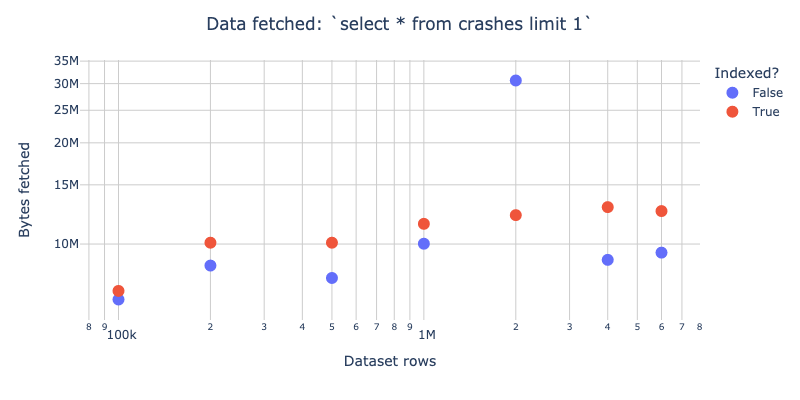 Data fetched: `select * from crashes limit 1`
Indexed?
False
True
Bytes fetched
35M
30M
25M
20M
15M
10M
8 9 2 3 4 5 6 7 8 9 2 3 4 5 6 7 8
100k 1M
Dataset rows